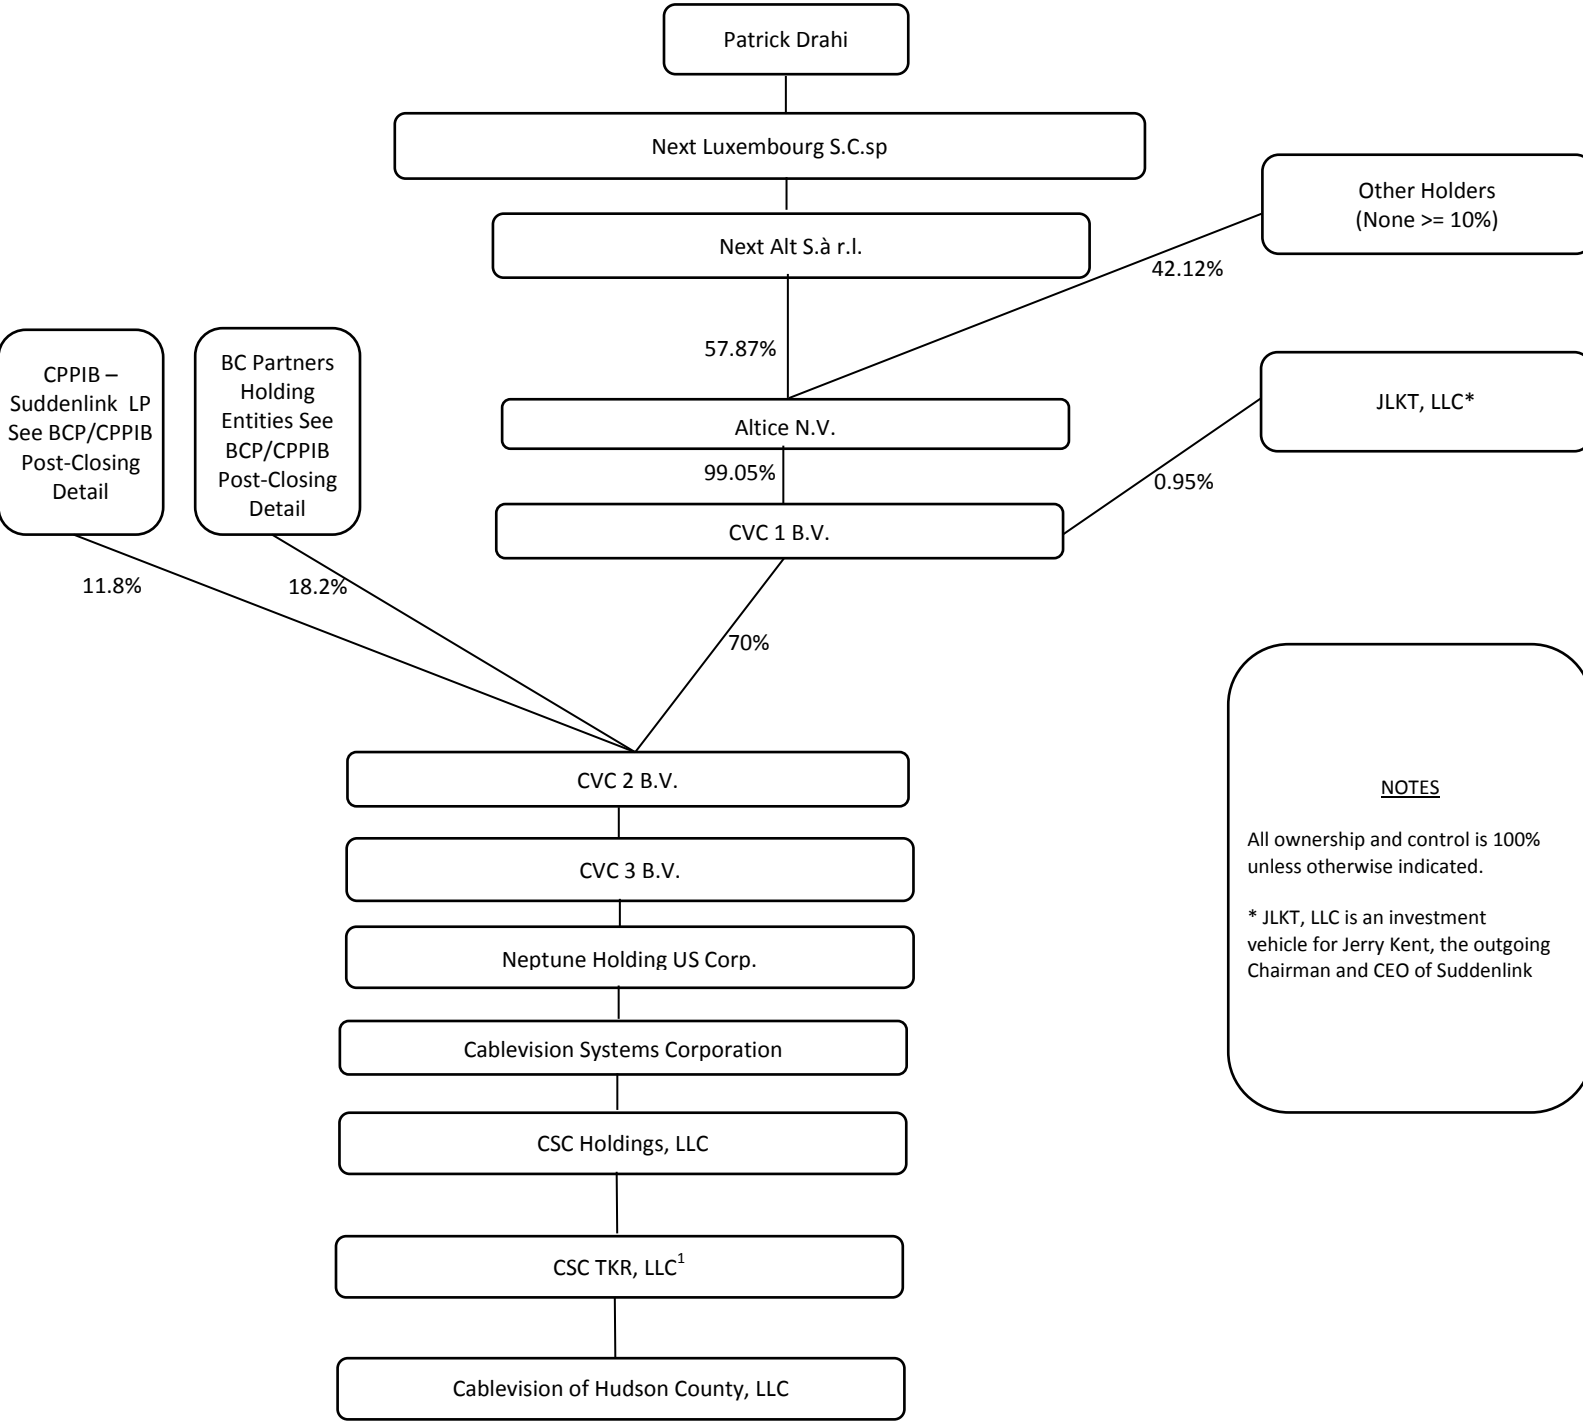 Patrick Drahi
Next Luxembourg S.C.sp
Other Holders
(None >= 10%)
Next Alt S.à r.l.
42.12%
57.87%
CPPIB –
Suddenlink LP
See BCP/CPPIB
Post-Closing
Detail
BC Partners
Holding
Entities See
BCP/CPPIB
Post-Closing
Detail
JLKT, LLC*
Altice N.V.
99.05%
0.95%
CVC 1 B.V.
11.8%
18.2%
70%
CVC 2 B.V.
CVC 3 B.V.
Neptune Holding US Corp.
Cablevision Systems Corporation
CSC Holdings, LLC
CSC TKR, LLC1
Cablevision of Hudson County, LLC
NOTES
All ownership and control is 100%
unless otherwise indicated.
* JLKT, LLC is an investment
vehicle for Jerry Kent, the outgoing
Chairman and CEO of Suddenlink